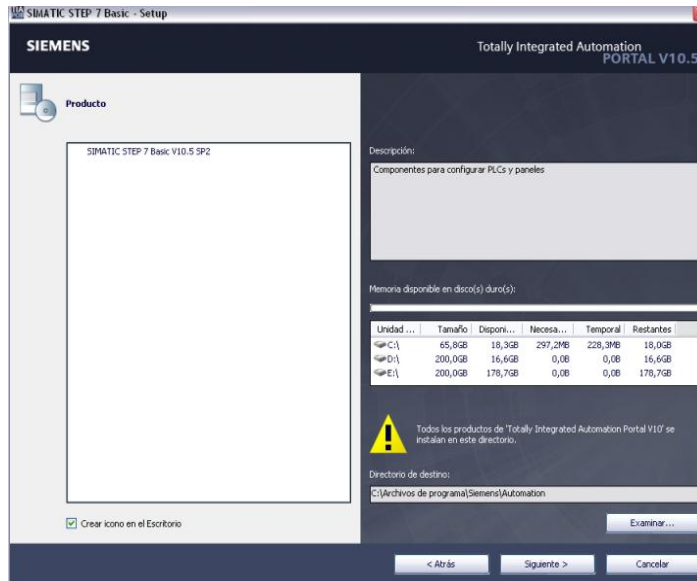 SIMATIC STEP 7 Basic - Setup
SIEMENS
Totally Integrated Automation
PORTAL V10.5
Producto
SIMATIC STEP 7 Basic V10.5 SP2
Descripción:
Componentes para configurar PLCs y paneles
Memoria disponible en disco(s) duro(s):
Unidad ... Tamaño Disponi... Necesa... Temporal Restantes
C:\ 65,8GB 18,3GB 297,2MB 228,3MB 18,0GB
D:\ 200,0GB 16,6GB 0,0B 0,0B 16,6GB
E:\ 200,0GB 178,7GB 0,0B 0,0B 178,7GB
Todos los productos de 'Totally Integrated Automation Portal V10' se
instalan en este directorio.
Directorio de destino:
C:\Archivos de programa\Siemens\Automation
Crear icono en el Escritorio
Examinar...
< Atrás
Siguiente >
Cancelar